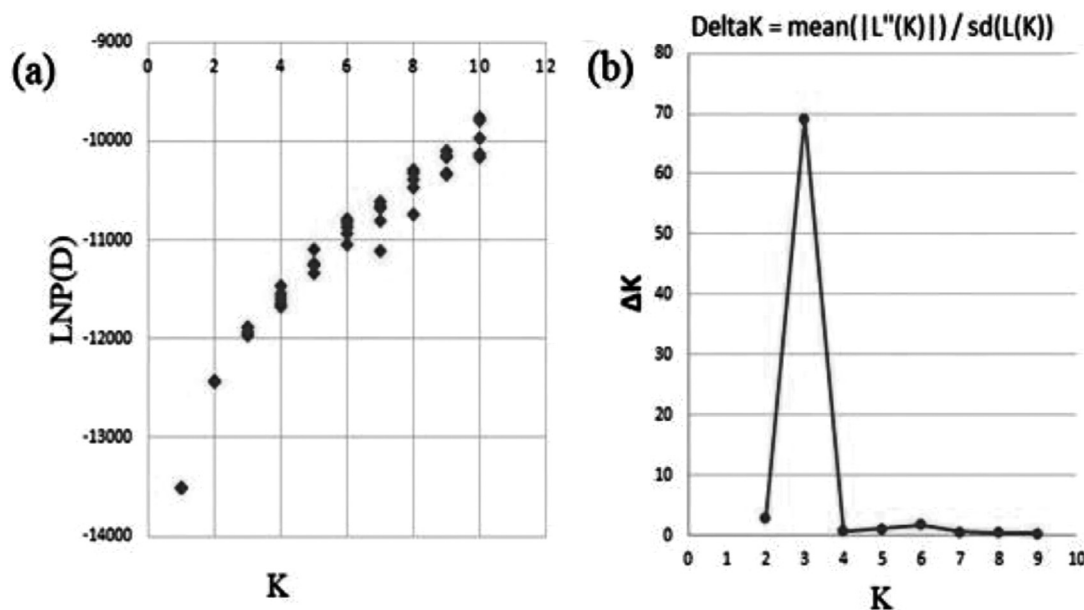 (a)
-9000
0 2 4 6 8 10 12
-10000
-11000
-12000
-13000
-14000
LNP(D)
K
DeltaK = mean(|L"(K)|) / sd(L(K))
(b)
80
70
60
50
40
30
20
10
0
ΔK
0 1 2 3 4 5 6 7 8 9 10
K